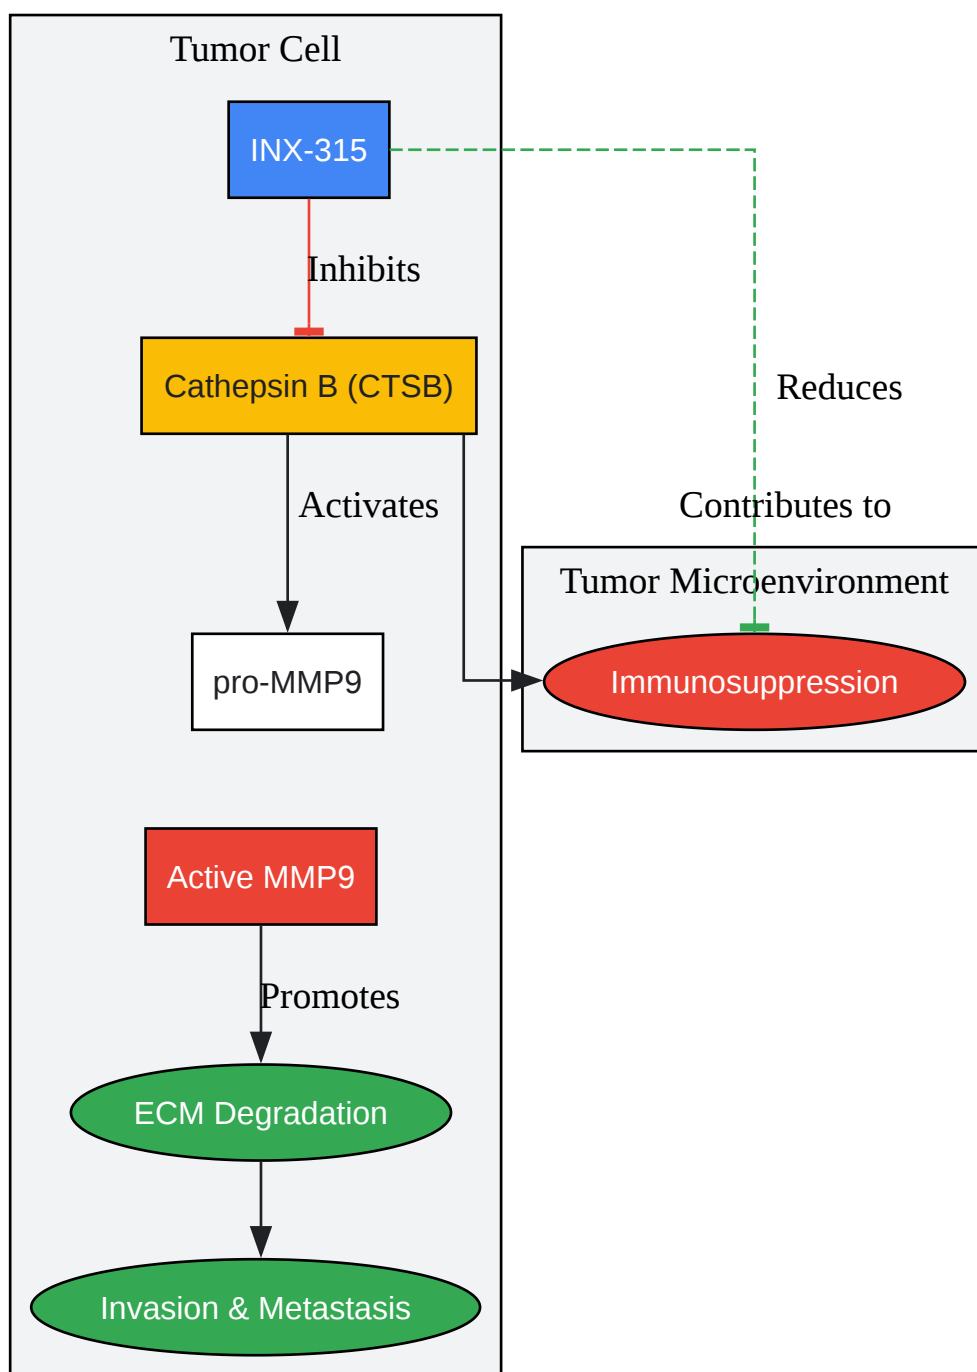 Tumor Cell
INX-315
Inhibits
Cathepsin B (CTSB)
Reduces
Activates
Contributes to
Tumor Microenvironment
pro-MMP9
Immunosuppression
Active MMP9
Promotes
ECM Degradation
Invasion & Metastasis